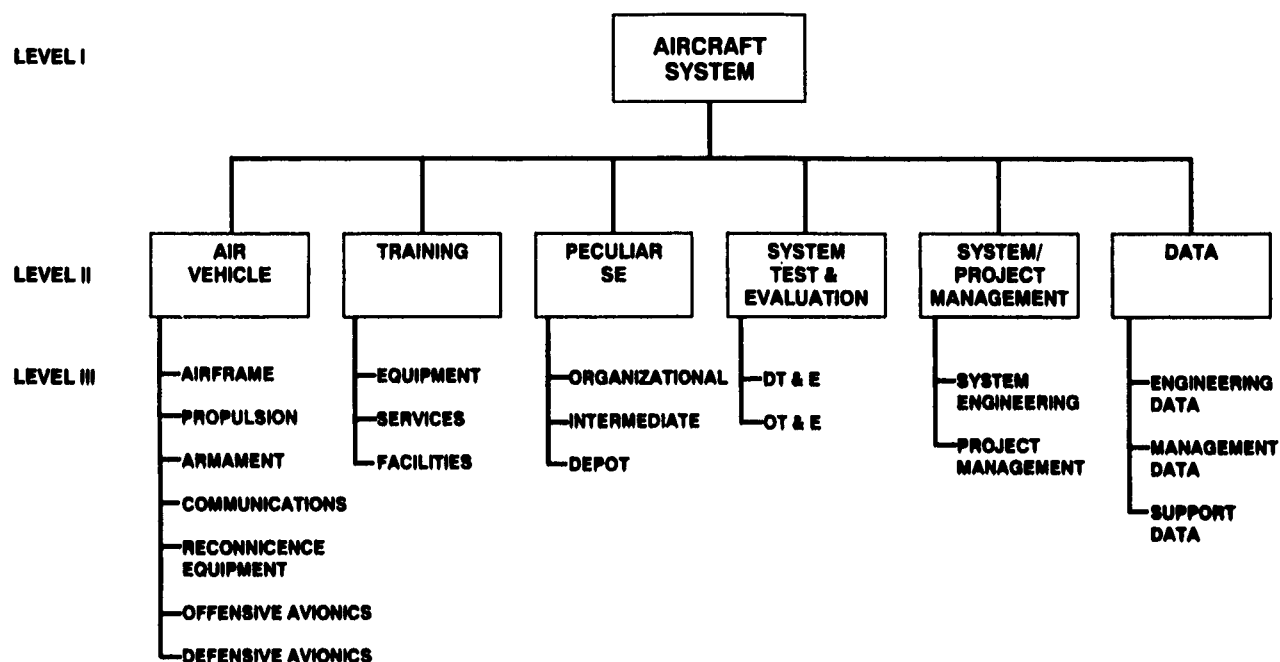 LEVEL I
AIRCRAFT
SYSTEM
LEVEL II
AIR
VEHICLE
TRAINING
PECULIAR
SE
SYSTEM
TEST &
EVALUATION
SYSTEM/
PROJECT
MANAGEMENT
DATA
LEVEL III
AIRFRAME
PROPULSION
ARMAMENT
COMMUNICATIONS
RECONNICENCE
EQUIPMENT
OFFENSIVE AVIONICS
DEFENSIVE AVIONICS
EQUIPMENT
SERVICES
FACILITIES
ORGANIZATIONAL
INTERMEDIATE
DEPOT
DT & E
OT & E
SYSTEM
ENGINEERING
PROJECT
MANAGEMENT
ENGINEERING
DATA
MANAGEMENT
DATA
SUPPORT
DATA